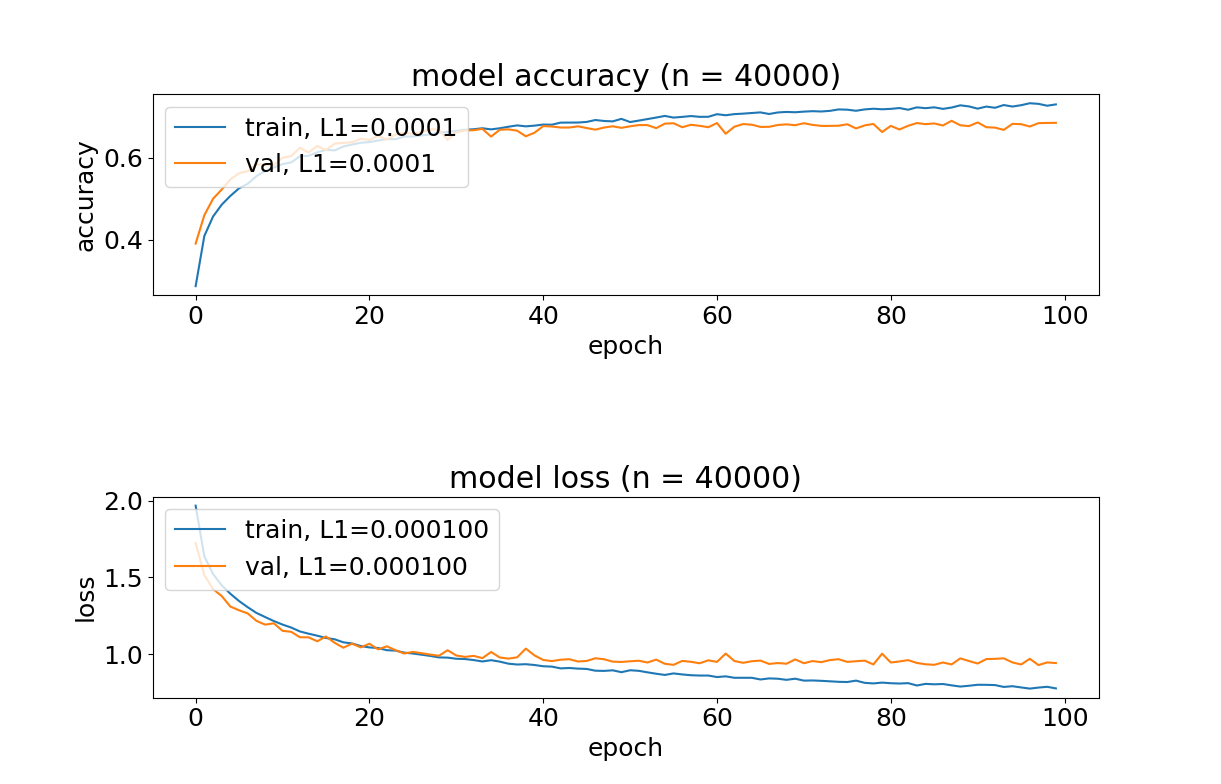 model accuracy (n = 40000)
train, L1=0.0001
val, L1=0.0001
accuracy
0.6
0.4
0 20 40 60 80 100
epoch
model loss (n = 40000)
train, L1=0.000100
val, L1=0.000100
loss
2.0
1.5
1.0
0 20 40 60 80 100
epoch